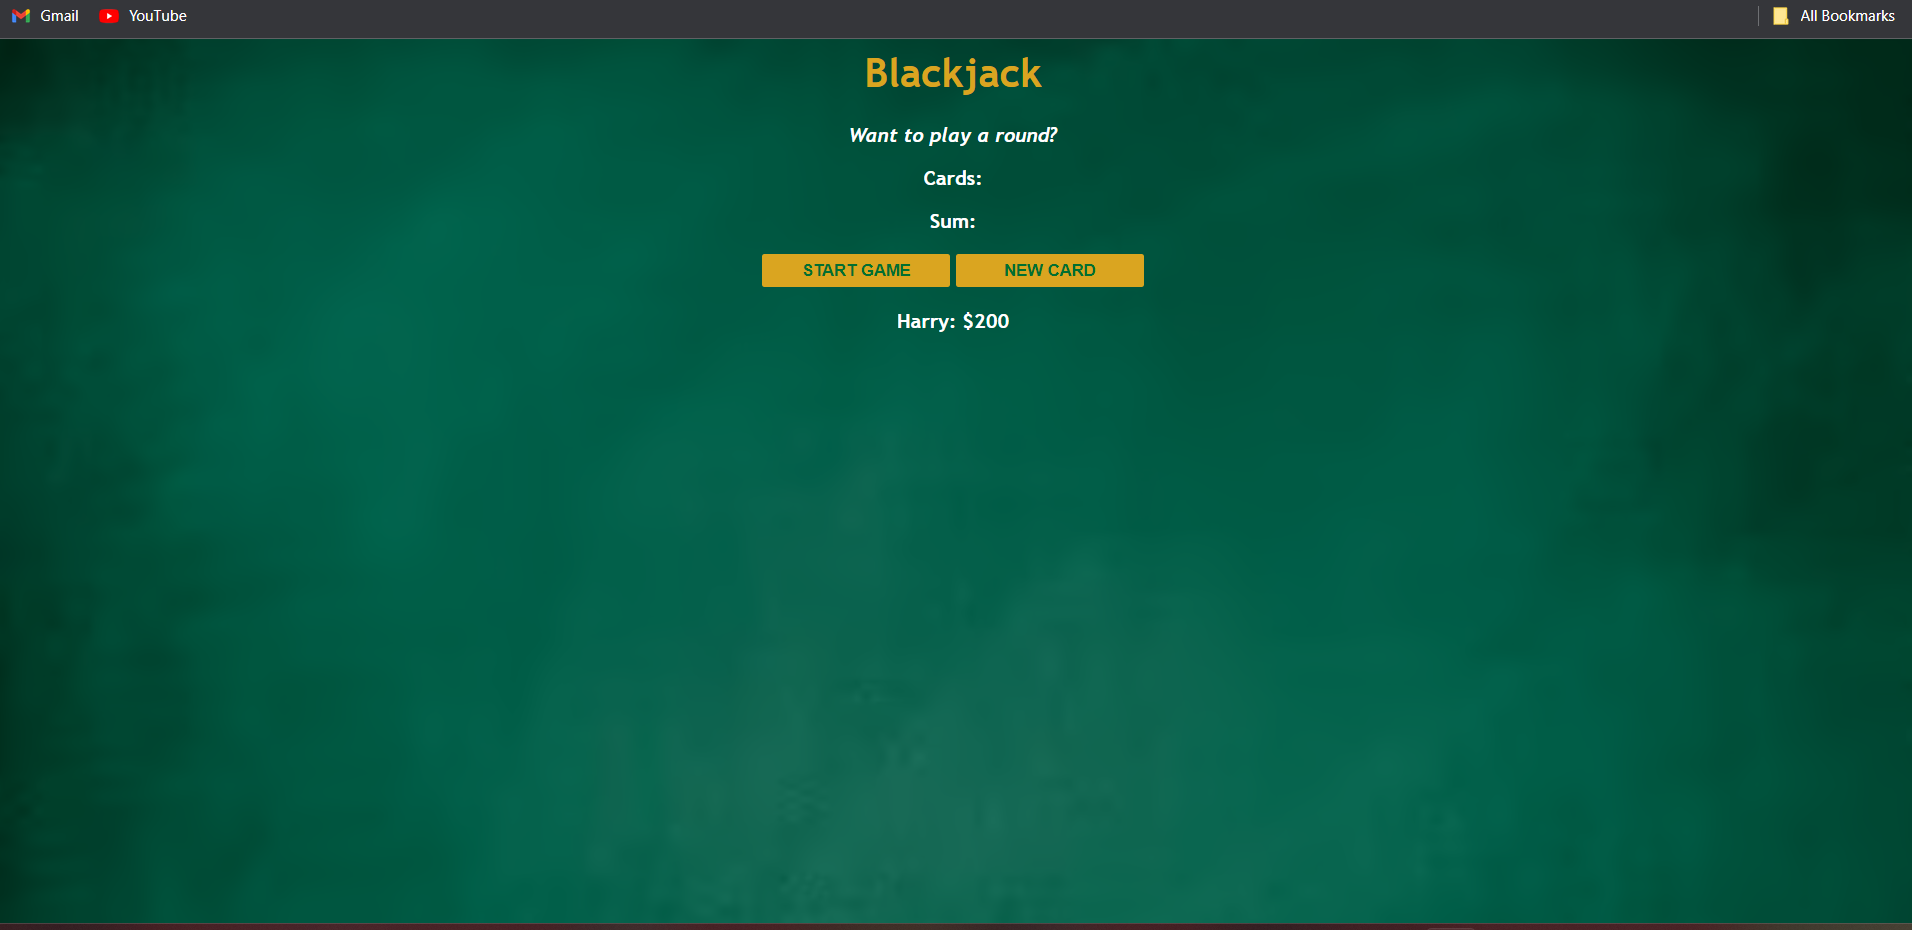 Gmail YouTube All Bookmarks
Blackjack
Want to play a round?
Cards:
Sum:
START GAME NEW CARD
Harry: $200